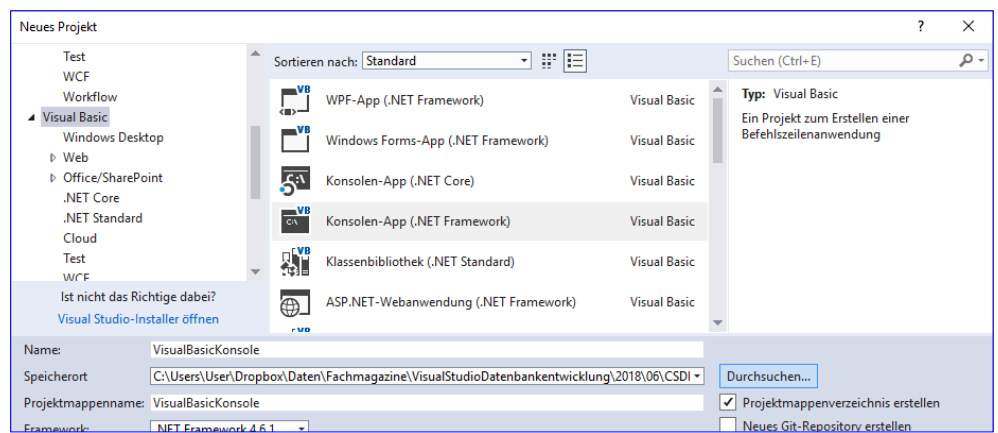 Neues Projekt
?
Test
WCF
Workflow
Visual Basic
Windows Desktop
Web
Office/SharePoint
.NET Core
.NET Standard
Cloud
Test
WCF
Ist nicht das Richtige dabei?
Visual Studio-Installer öffnen
Sortieren nach: Standard
WPF-App (.NET Framework) Visual Basic
Windows Forms-App (.NET Framework) Visual Basic
Konsolen-App (.NET Core) Visual Basic
Konsolen-App (.NET Framework) Visual Basic
Klassenbibliothek (.NET Standard) Visual Basic
ASP.NET-Webanwendung (.NET Framework) Visual Basic
Suchen (Ctrl+E)
Typ: Visual Basic
Ein Projekt zum Erstellen einer
Befehlszeilenanwendung
Name: VisualBasicKonsole
Speicherort C:\Users\User\Dropbox\Daten\Fachmagazine\VisualStudioDatenbankentwicklung\2018\06\CSDI Durchsuchen...
Projektmappenname: VisualBasicKonsole
Projektmappenverzeichnis erstellen
Framework: .NET Framework 4.6.1
Neues Git-Repository erstellen